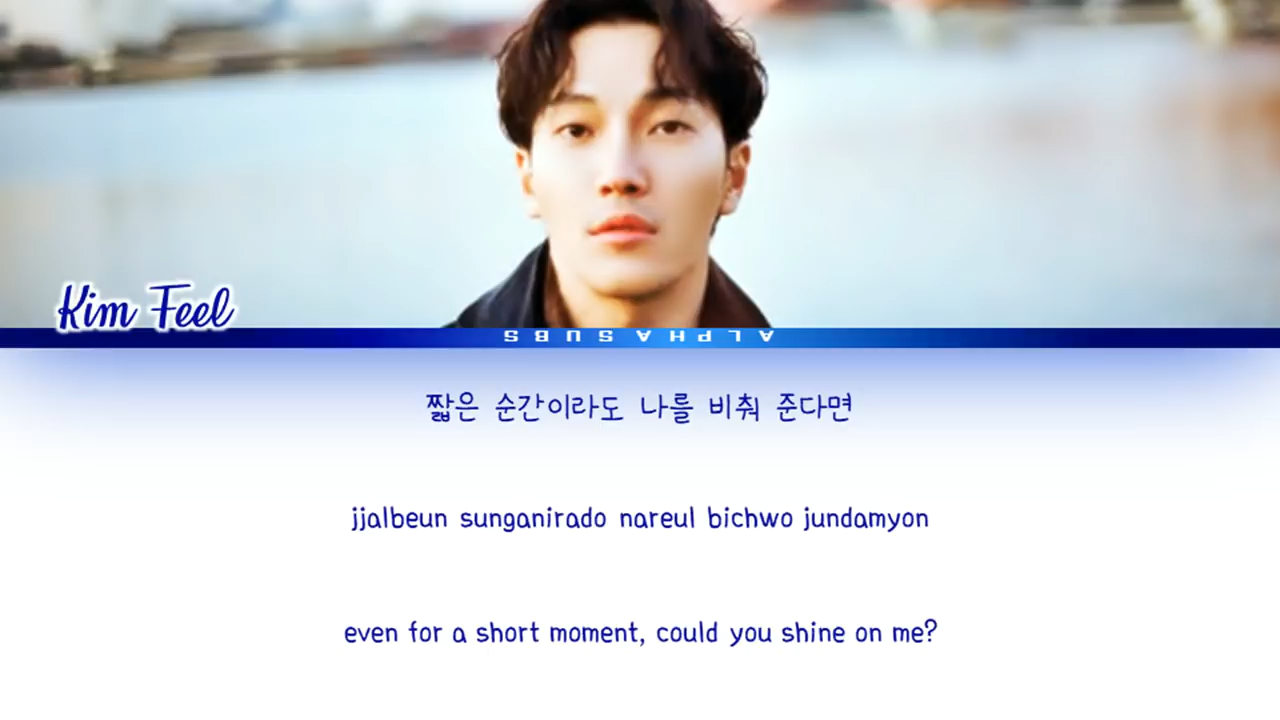 Kim Feel
ALPHASUBS
짧은 순간이라도 나를 비춰 준다면
jjalbeun sunganirado nareul bichwo jundamyon
even for a short moment, could you shine on me?